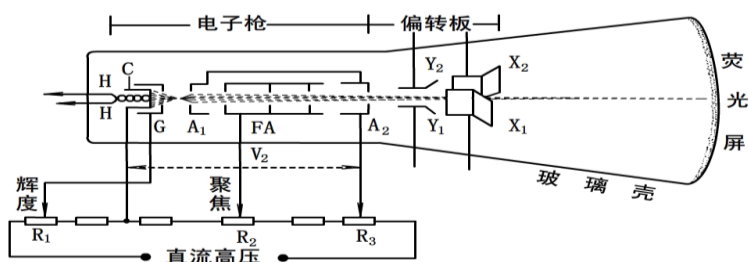 电子枪 偏转板
H C Y₂ X₂
H G A₁ FA A₂ Y₁ X₁
荧光屏
V₂
玻璃壳
辉度 聚焦
R₁ R₂ R₃
直流高压